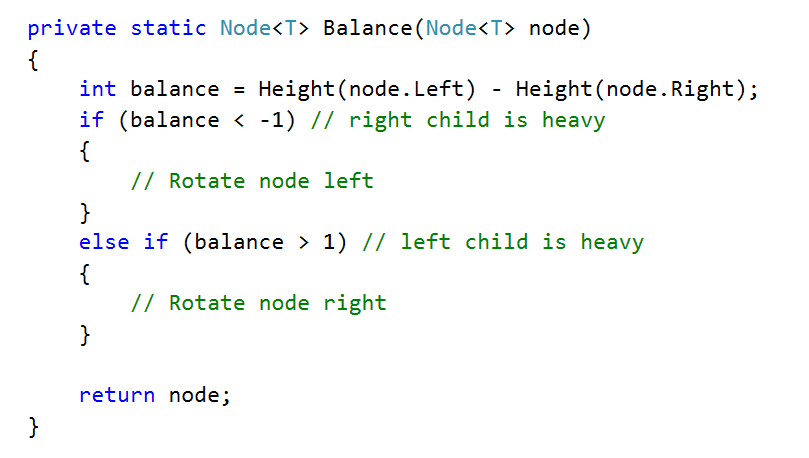 private static Node<T> Balance(Node<T> node)
{
    int balance = Height(node.Left) - Height(node.Right);
    if (balance < -1) // right child is heavy
    {
        // Rotate node left
    }
    else if (balance > 1) // left child is heavy
    {
        // Rotate node right
    }

    return node;
}